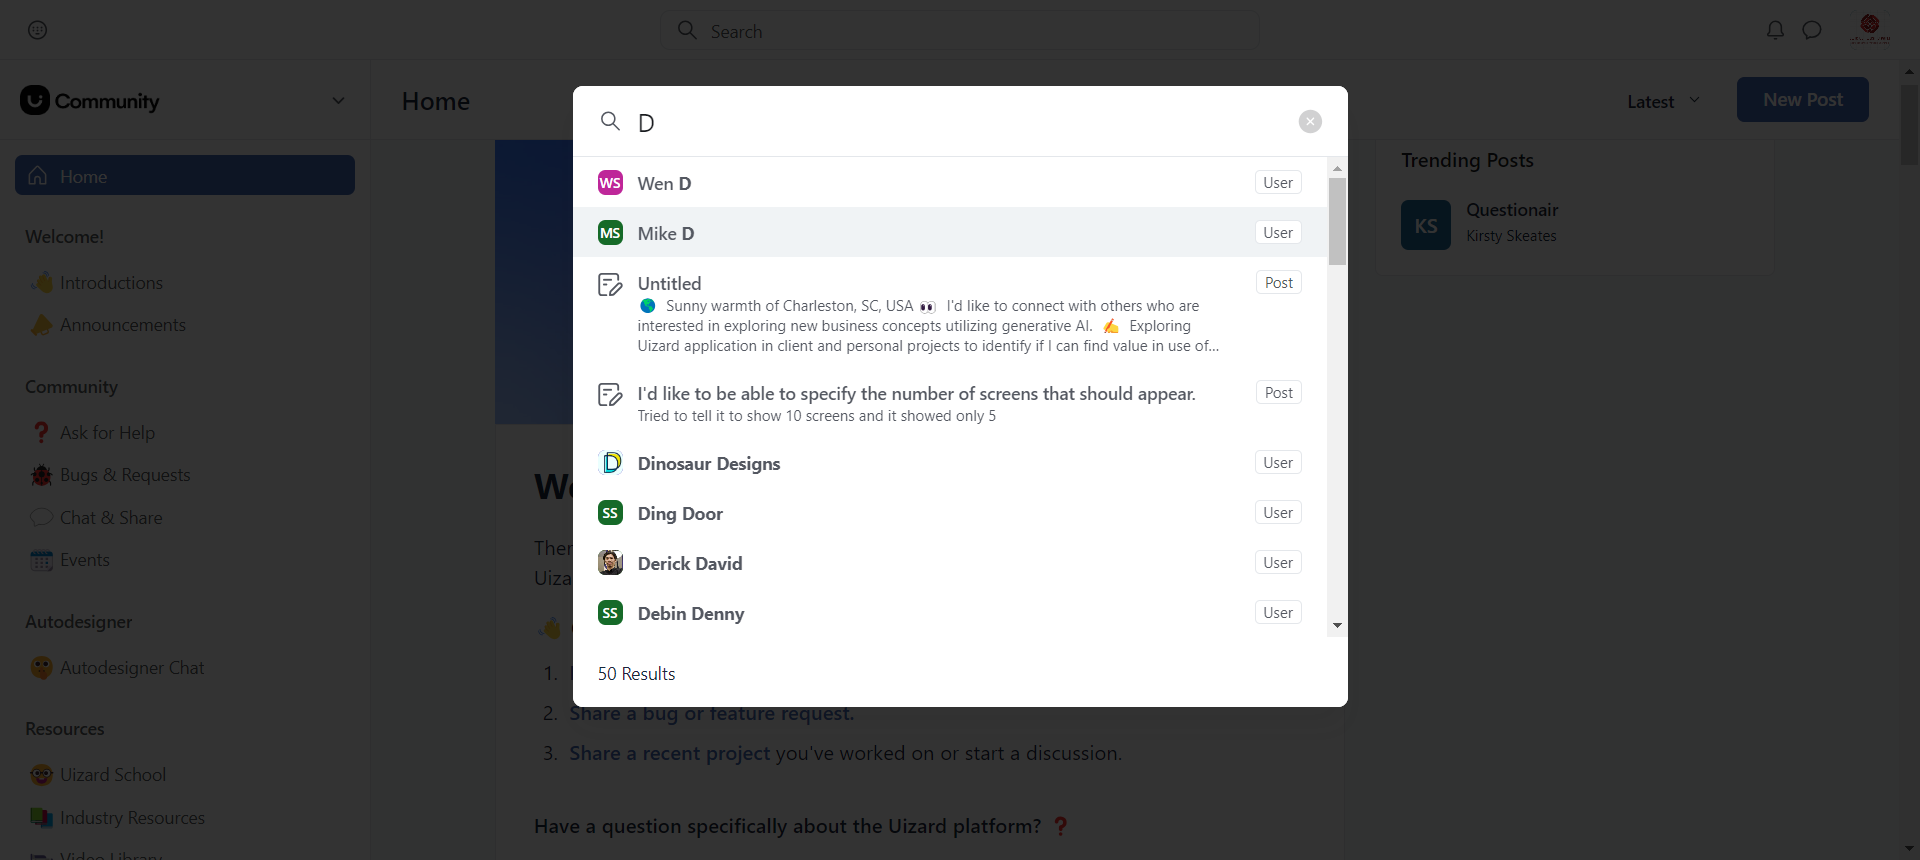 Search
Community
Home
Latest
New Post
Home
Welcome!
Introductions
Announcements
Community
Ask for Help
Bugs & Requests
Chat & Share
Events
Autodesigner
Autodesigner Chat
Resources
Uizard School
Industry Resources
Video Library
D
WS Wen D User
MS Mike D User
Untitled Post
Sunny warmth of Charleston, SC, USA 👀 I'd like to connect with others who are
interested in exploring new business concepts utilizing generative AI. ✍️ Exploring
Uizard application in client and personal projects to identify if I can find value in use of...
I'd like to be able to specify the number of screens that should appear. Post
Tried to tell it to show 10 screens and it showed only 5
Dinosaur Designs User
SS Ding Door User
Derick David User
SS Debin Denny User
50 Results
Ther
Uiza
1.
2. Share a bug or feature request.
3. Share a recent project you've worked on or start a discussion.
Have a question specifically about the Uizard platform? ❓
Trending Posts
KS Questionair
Kirsty Skeates